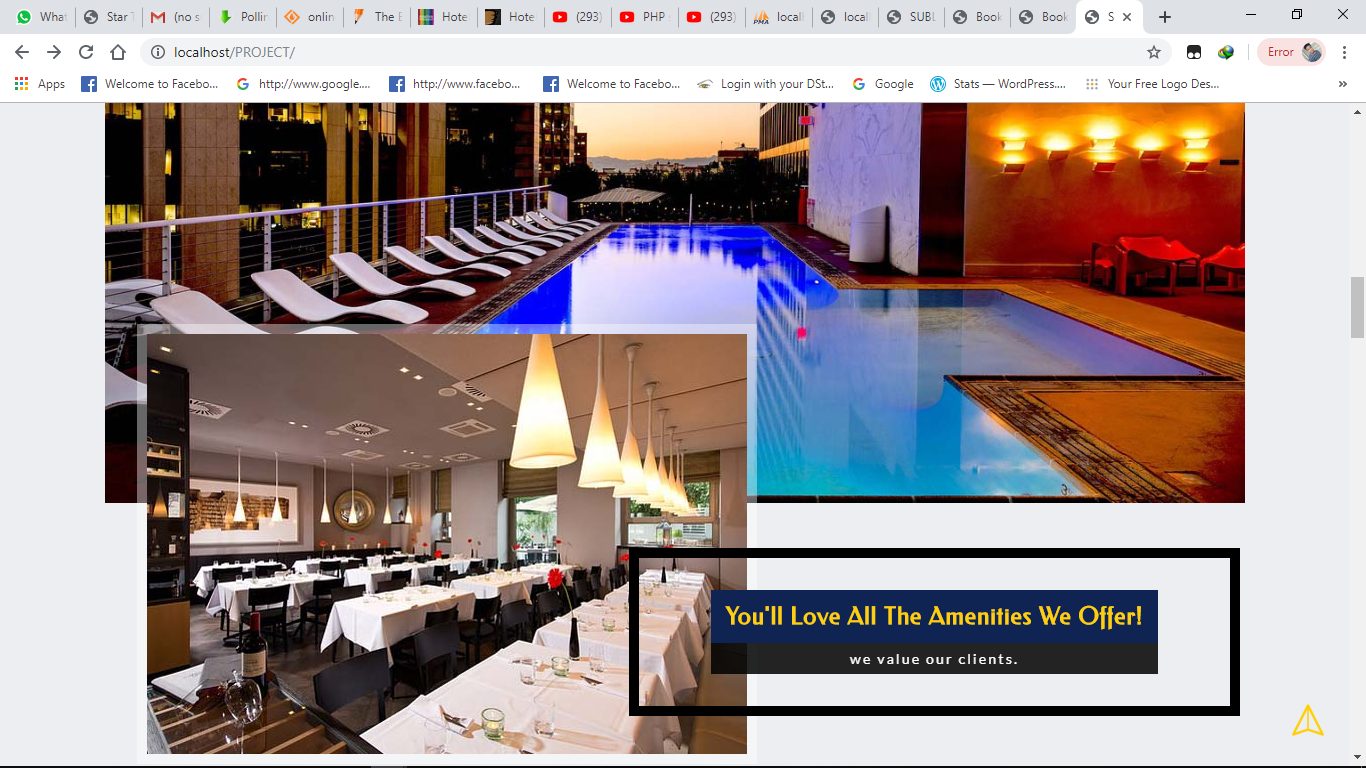 What
Star T
(no s
Pollin
onlin
The E
Hote
Hote
(293)
PHP
(293)
locall
local
SUBL
Book
Book
S
localhost/PROJECT/
Error
Apps
Welcome to Facebo...
http://www.google....
http://www.facebo...
Welcome to Facebo...
Login with your DSt...
Google
Stats — WordPress....
Your Free Logo Des...
»
You'll Love All The Amenities We Offer!
we value our clients.